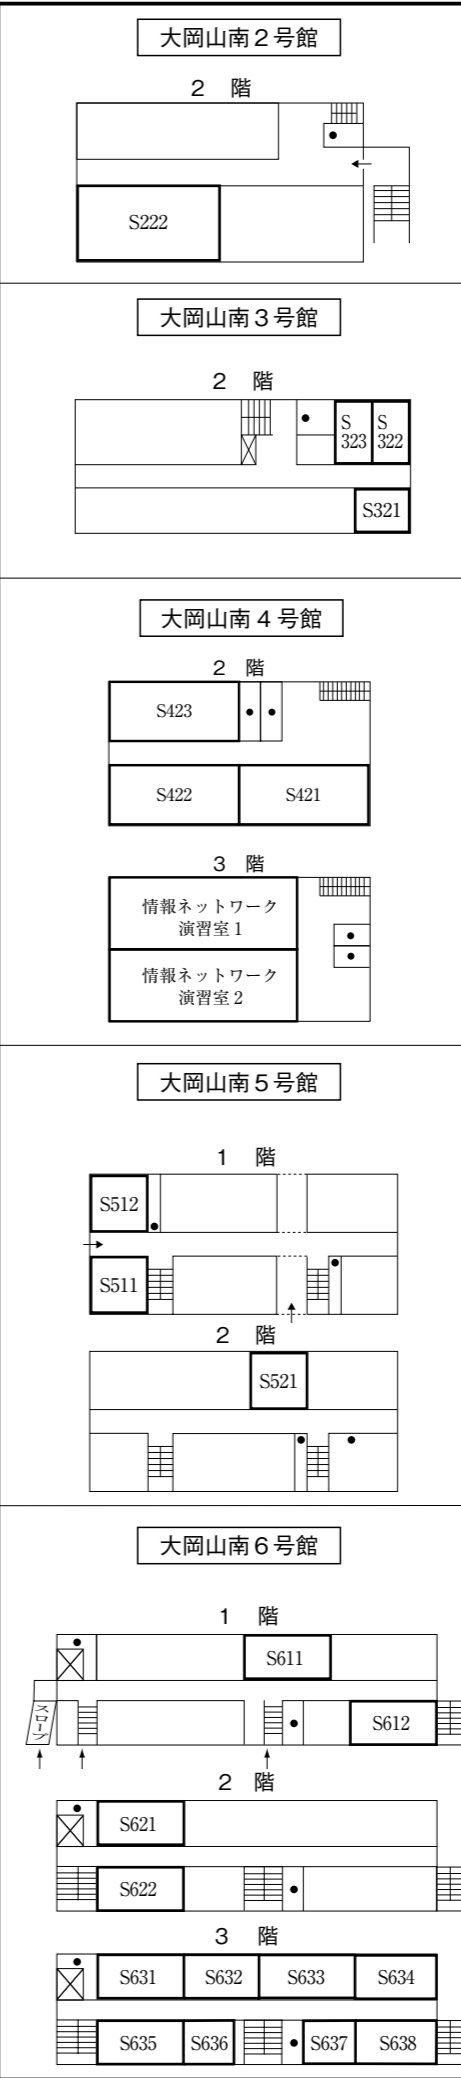 大岡山南２号館
２　階
S222
大岡山南３号館
２　階
S
323
S
322
S321
大岡山南４号館
２　階
S423
S422
S421
３　階
情報ネットワーク
演習室１
情報ネットワーク
演習室２
大岡山南５号館
１　階
S512
S511
２　階
S521
大岡山南６号館
１　階
S611
スロープ
S612
２　階
S621
S622
３　階
S631
S632
S633
S634
S635
S636
S637
S638